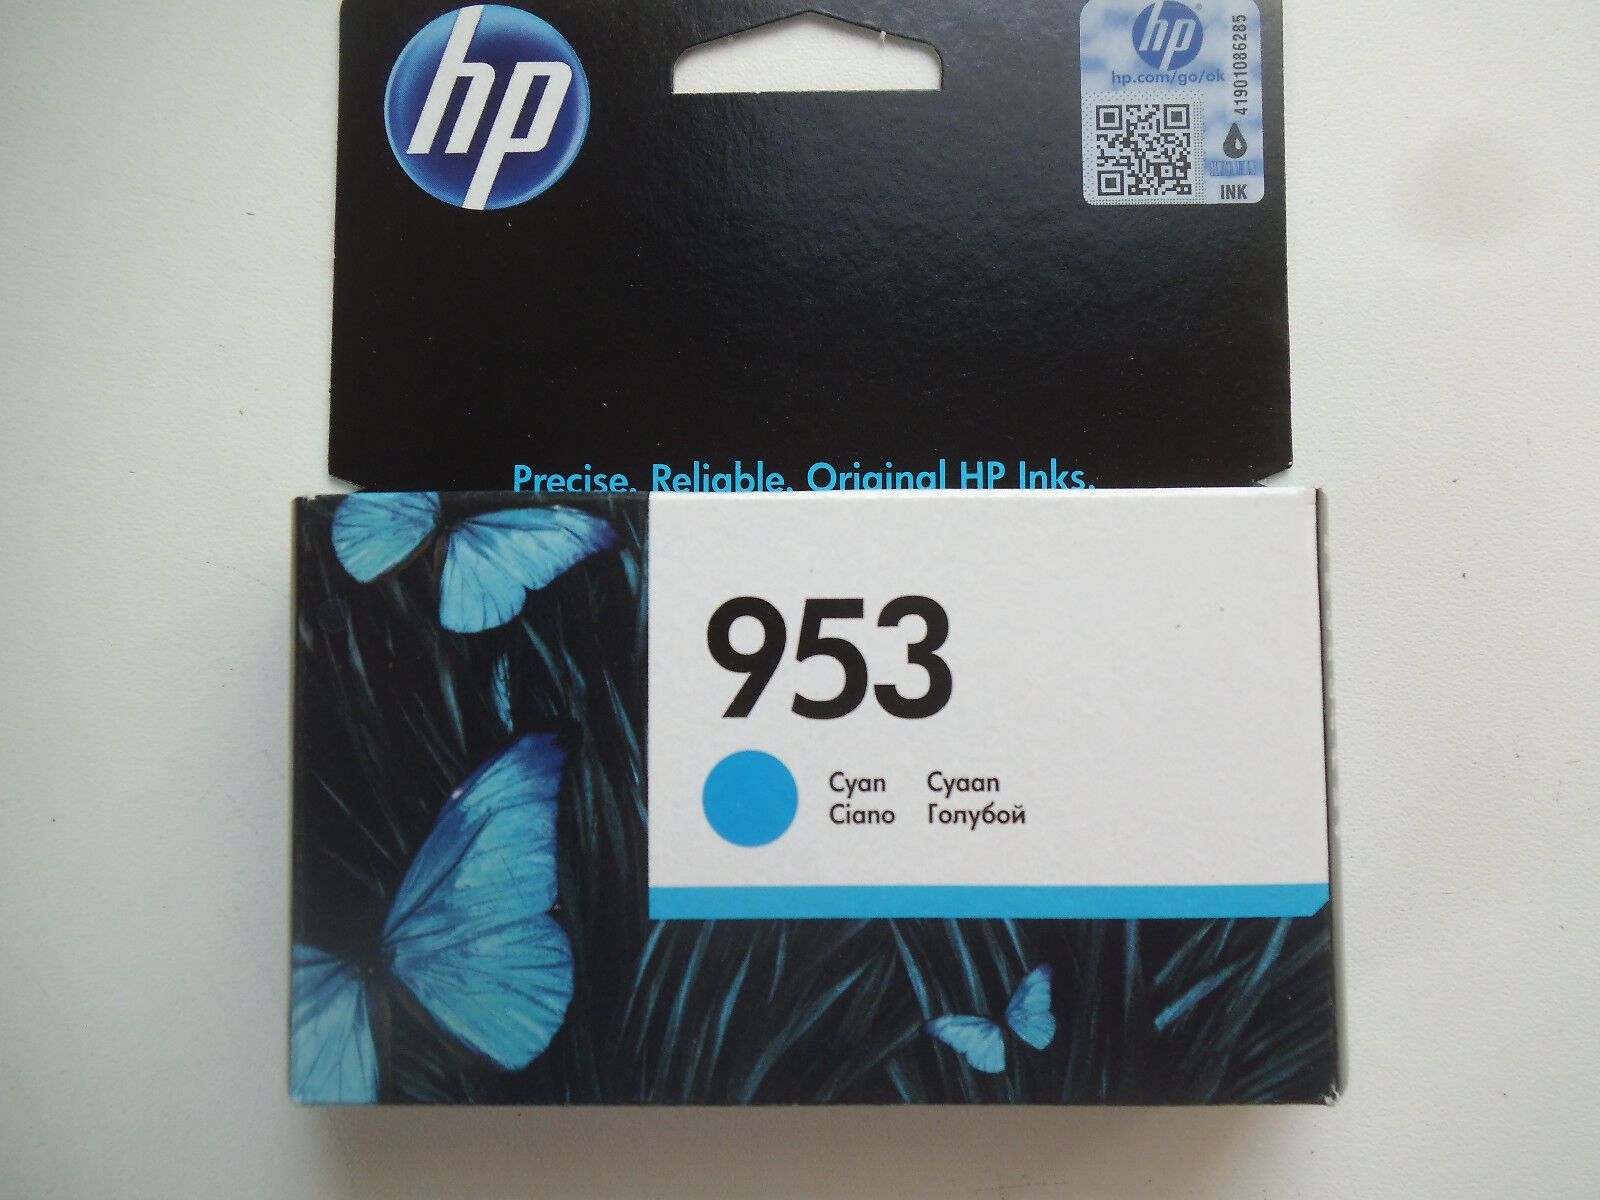 hp
hp
hp.com/go/ok
41901086285
INK
Precise. Reliable. Original HP Inks.
953
Cyan Cyaan
Ciano Голубой